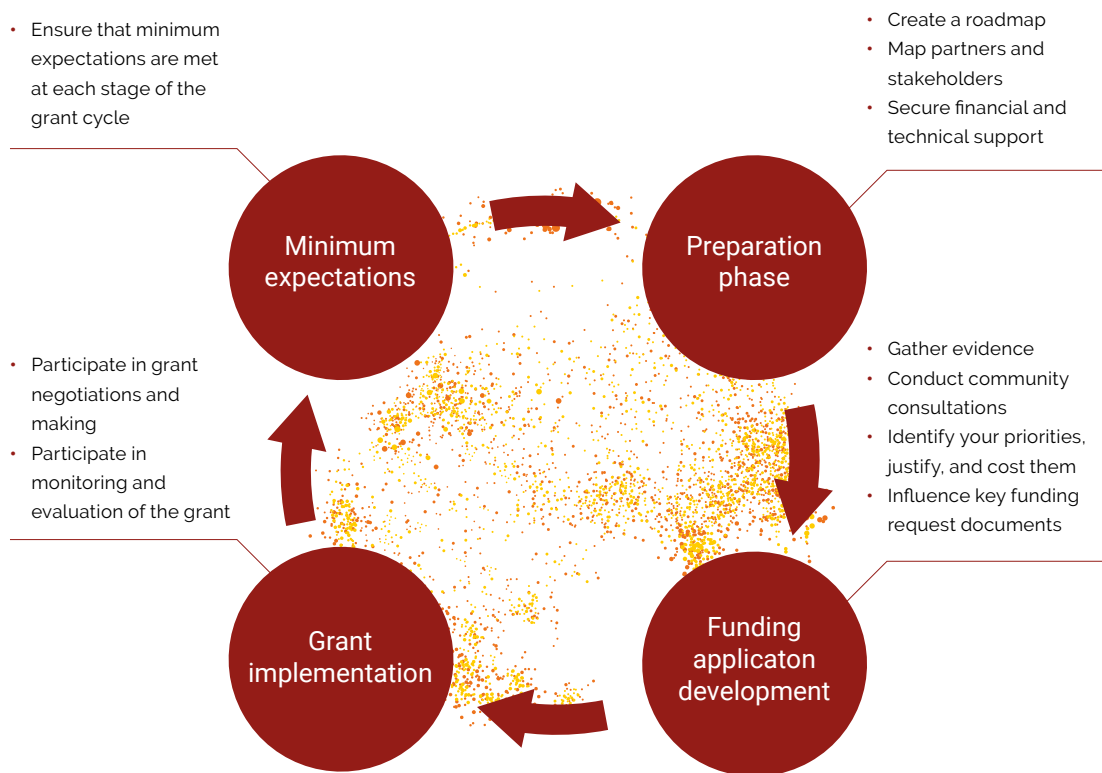 • Ensure that minimum
expectations are met
at each stage of the
grant cycle
• Create a roadmap
• Map partners and
stakeholders
• Secure financial and
technical support
Minimum
expectations
Preparation
phase
• Participate in grant
negotiations and
making
• Participate in
monitoring and
evaluation of the grant
• Gather evidence
• Conduct community
consultations
• Identify your priorities,
justify, and cost them
• Influence key funding
request documents
Grant
implementation
Funding
applicaton
development